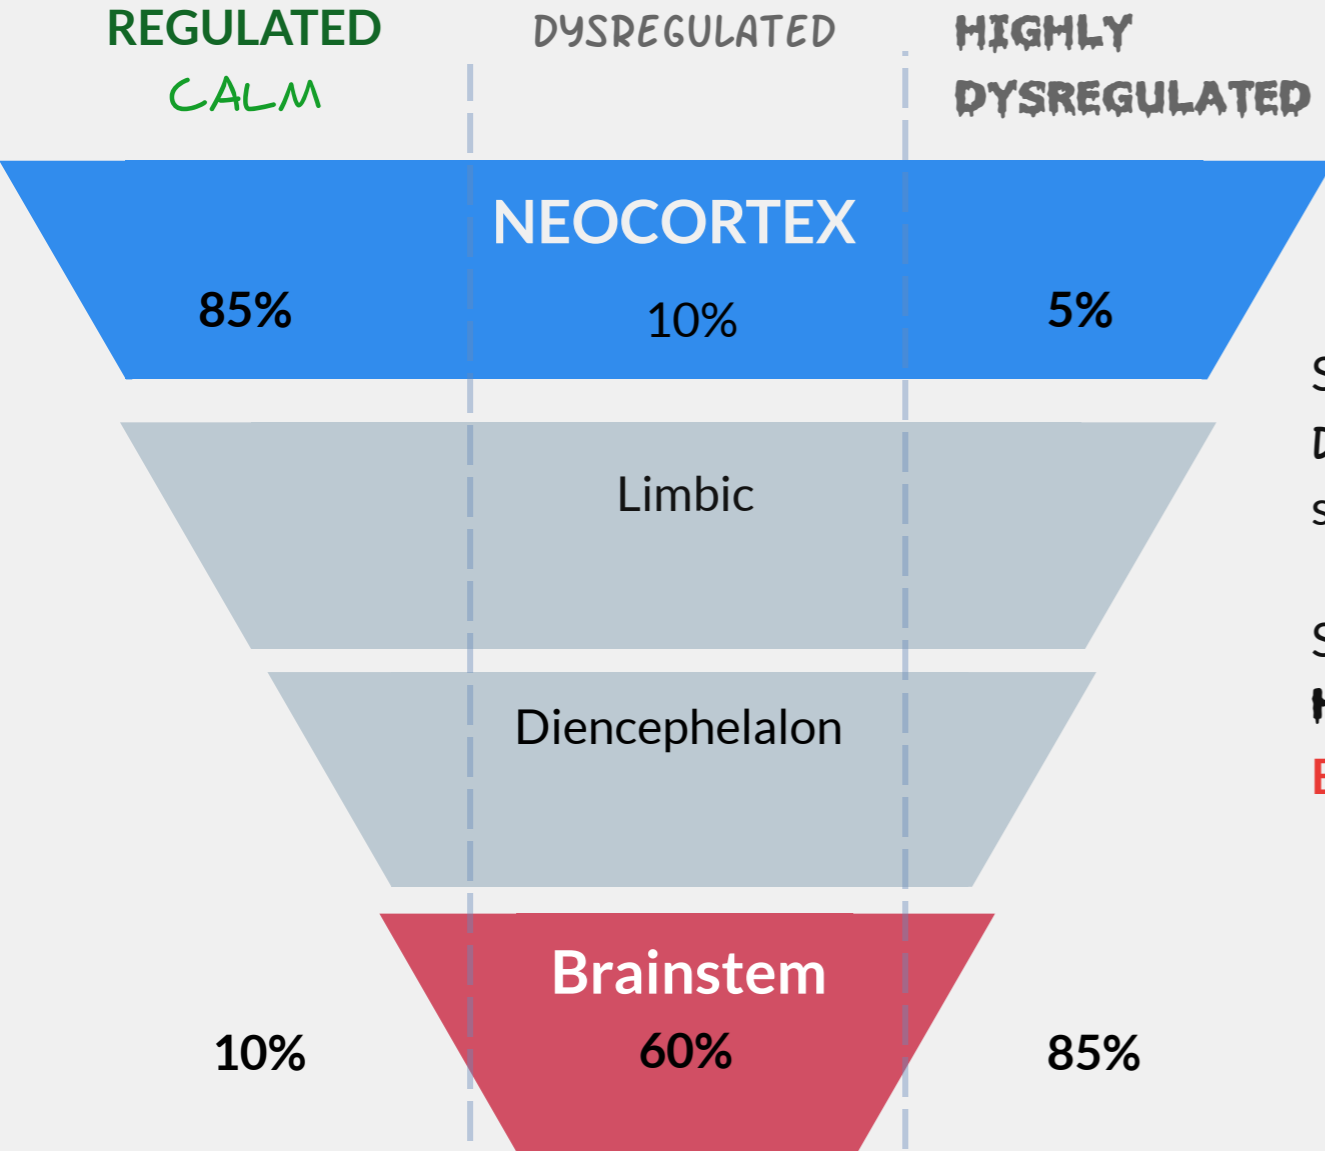 REGULATED
CALM
DYSREGULATED
HIGHLY
DYSREGULATED
NEOCORTEX
85%
10%
5%
Limbic
Diencephelalon
Brainstem
10%
60%
85%